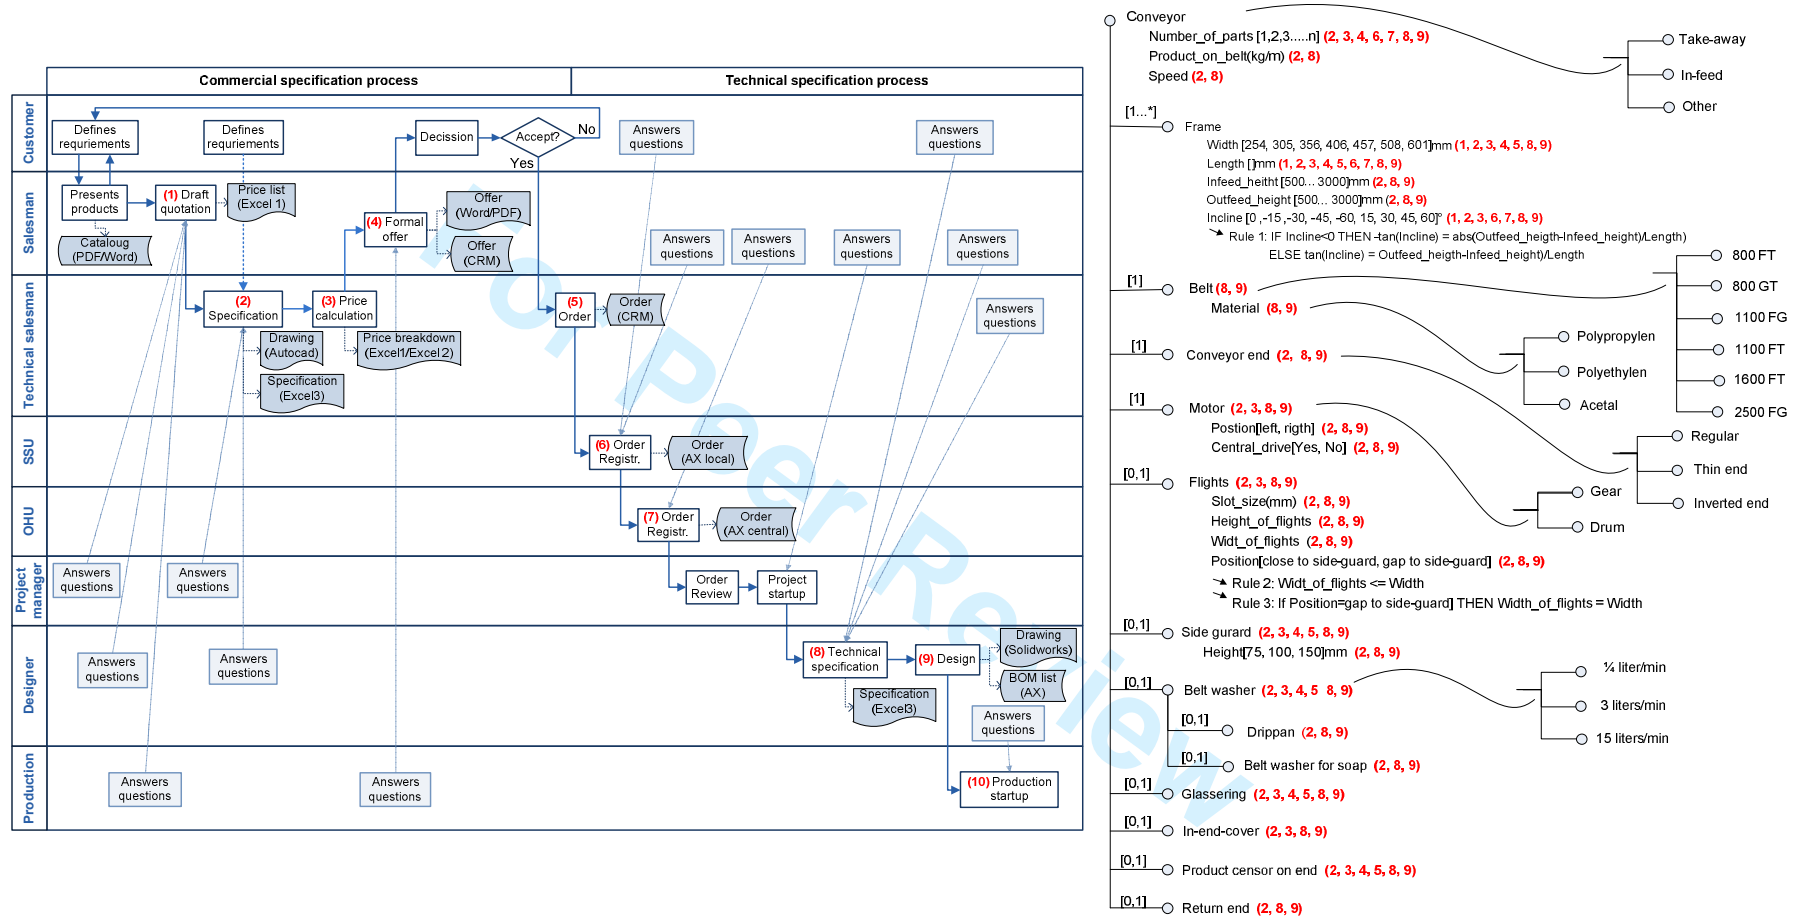 Commercial specification process
Technical specification process
Customer
Defines
requriements
Defines
requriements
Decission
Accept?
No
Yes
Answers
questions
Answers
questions
Salesman
Presents
products
(1) Draft
quotation
Price list
(Excel 1)
Cataloug
(PDF/Word)
(4) Formal
offer
Offer
(Word/PDF)
Offer
(CRM)
Answers
questions
Answers
questions
Answers
questions
Answers
questions
Technical salesman
(2)
Specification
(3) Price
calculation
Drawing
(Autocad)
Price breakdown
(Excel1/Excel 2)
Specification
(Excel3)
(5)
Order
Order
(CRM)
Answers
questions
SSU
(6) Order
Registr.
Order
(AX local)
OHU
(7) Order
Registr.
Order
(AX central)
Project
manager
Answers
questions
Answers
questions
Order
Review
Project
startup
Designer
Answers
questions
Answers
questions
(8) Technical
specification
(9) Design
Drawing
(Solidworks)
BOM list
(AX)
Specification
(Excel3)
Answers
questions
Production
Answers
questions
Answers
questions
(10) Production
startup
For Peer Review
Conveyor
Number_of_parts [1,2,3.....n] (2, 3, 4, 6, 7, 8, 9)
Product_on_belt(kg/m) (2, 8)
Speed (2, 8)
Take-away
In-feed
Other
[1...*]
Frame
Width [254, 305, 356, 406, 457, 508, 601]mm (1, 2, 3, 4, 5, 8, 9)
Length []mm (1, 2, 3, 4, 5, 6, 7, 8, 9)
Infeed_heitht [500... 3000]mm (2, 8, 9)
Outfeed_height [500... 3000]mm (2, 8, 9)
Incline [0 ,-15 ,-30, -45, -60, 15, 30, 45, 60]° (1, 2, 3, 6, 7, 8, 9)
Rule 1: IF Incline<0 THEN -tan(Incline) = abs(Outfeed_heigth-Infeed_height)/Length)
ELSE tan(Incline) = Outfeed_heigth-Infeed_height)/Length
[1]
Belt (8, 9)
Material (8, 9)
800 FT
800 GT
1100 FG
1100 FT
1600 FT
2500 FG
Polypropylen
Polyethylen
Acetal
[1]
Conveyor end (2, 8, 9)
Regular
Thin end
Inverted end
[1]
Motor (2, 3, 8, 9)
Postion[left, rigth] (2, 8, 9)
Central_drive[Yes, No] (2, 8, 9)
Gear
Drum
[0,1]
Flights (2, 3, 8, 9)
Slot_size(mm) (2, 8, 9)
Height_of_flights (2, 8, 9)
Widt_of_flights (2, 8, 9)
Position[close to side-guard, gap to side-guard] (2, 8, 9)
Rule 2: Widt_of_flights <= Width
Rule 3: If Position=gap to side-guard] THEN Width_of_flights = Width
[0,1]
Side gurard (2, 3, 4, 5, 8, 9)
Height[75, 100, 150]mm (2, 8, 9)
[0,1]
Belt washer (2, 3, 4, 5 8, 9)
¼ liter/min
3 liters/min
15 liters/min
[0,1]
Drippan (2, 8, 9)
[0,1]
Belt washer for soap (2, 8, 9)
[0,1]
Glassering (2, 3, 4, 5, 8, 9)
[0,1]
In-end-cover (2, 3, 8, 9)
[0,1]
Product censor on end (2, 3, 4, 5, 8, 9)
[0,1]
Return end (2, 8, 9)